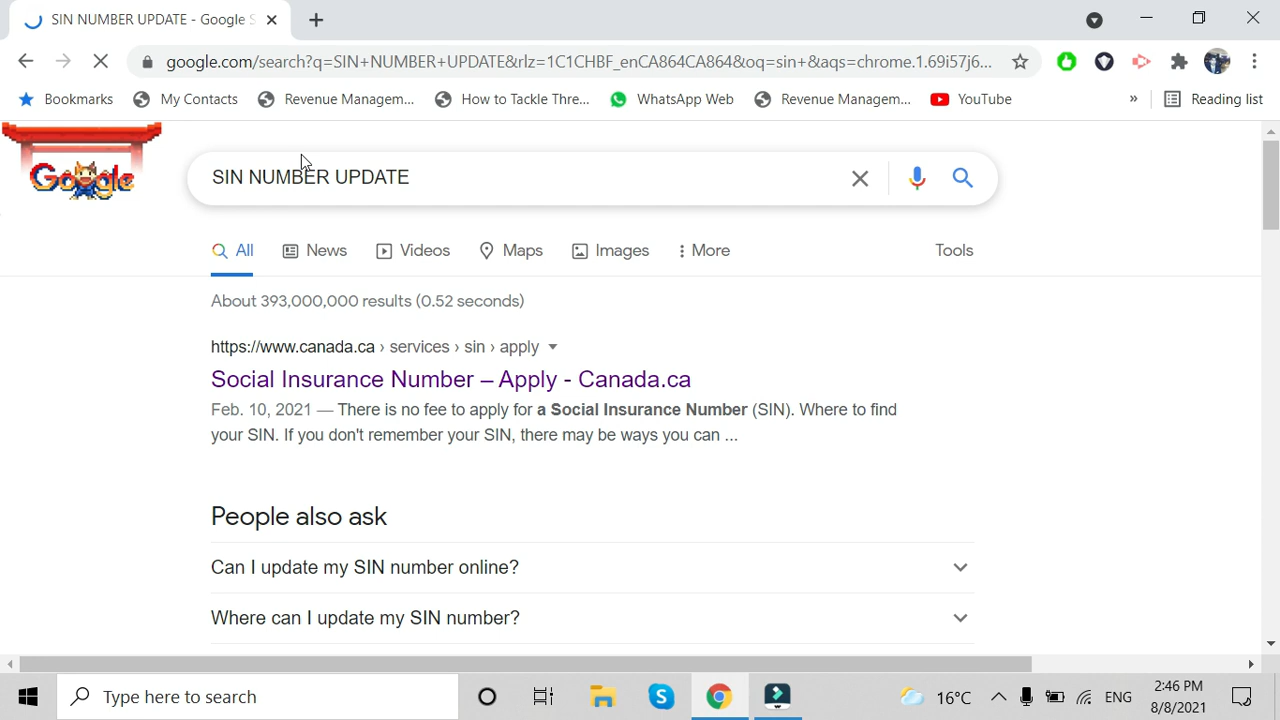 SIN NUMBER UPDATE - Google S
google.com/search?q=SIN+NUMBER+UPDATE&rlz=1C1CHBF_enCA864CA864&oq=sin+&aqs=chrome.1.69i57j6...
Bookmarks My Contacts Revenue Managem... How to Tackle Thre... WhatsApp Web Revenue Managem... YouTube » Reading list
Google
SIN NUMBER UPDATE
All News Videos Maps Images More Tools
About 393,000,000 results (0.52 seconds)
https://www.canada.ca › services › sin › apply
Social Insurance Number – Apply - Canada.ca
Feb. 10, 2021 — There is no fee to apply for a Social Insurance Number (SIN). Where to find
your SIN. If you don't remember your SIN, there may be ways you can ...
People also ask
Can I update my SIN number online?
Where can I update my SIN number?
Type here to search
16°C ENG
2:46 PM
8/8/2021